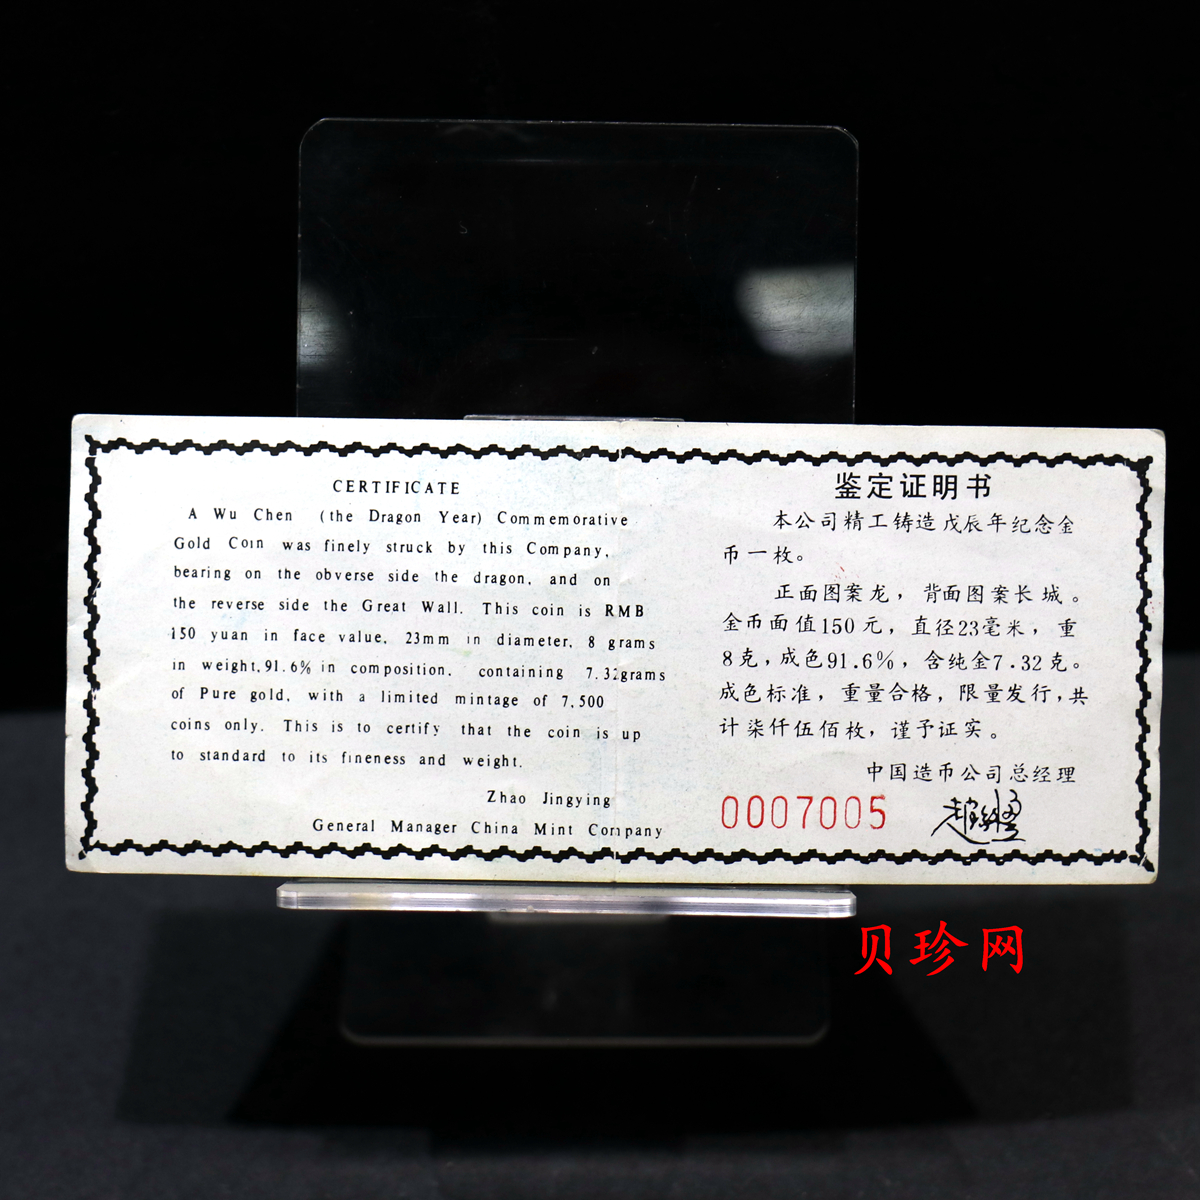 CERTIFICATE
A Wu Chen (the Dragon Year) Commemorative
Gold Coin was finely struck by this Company,
bearing on the obverse side the dragon, and on
the reverse side the Great Wall. This coin is RMB
150 yuan in face value, 23mm in diameter, 8 grams
in weight,91.6% in composition, containing 7.32grams
of Pure gold, with a limited mintage of 7,500
coins only. This is to certify that the coin is up
to standard to its fineness and weight.
Zhao Jingying
General Manager China Mint Company
鉴定证明书
本公司精工铸造戊辰年纪念金
币一枚。
正面图案龙，背面图案长城。
金币面值150元，直径23毫米，重
8克，成色91.6%，含纯金7.32克。
成色标准，重量合格，限量发行，共
计柒仟伍佰枚，谨予证实。
中国造币公司总经理
0007005
贝珍网